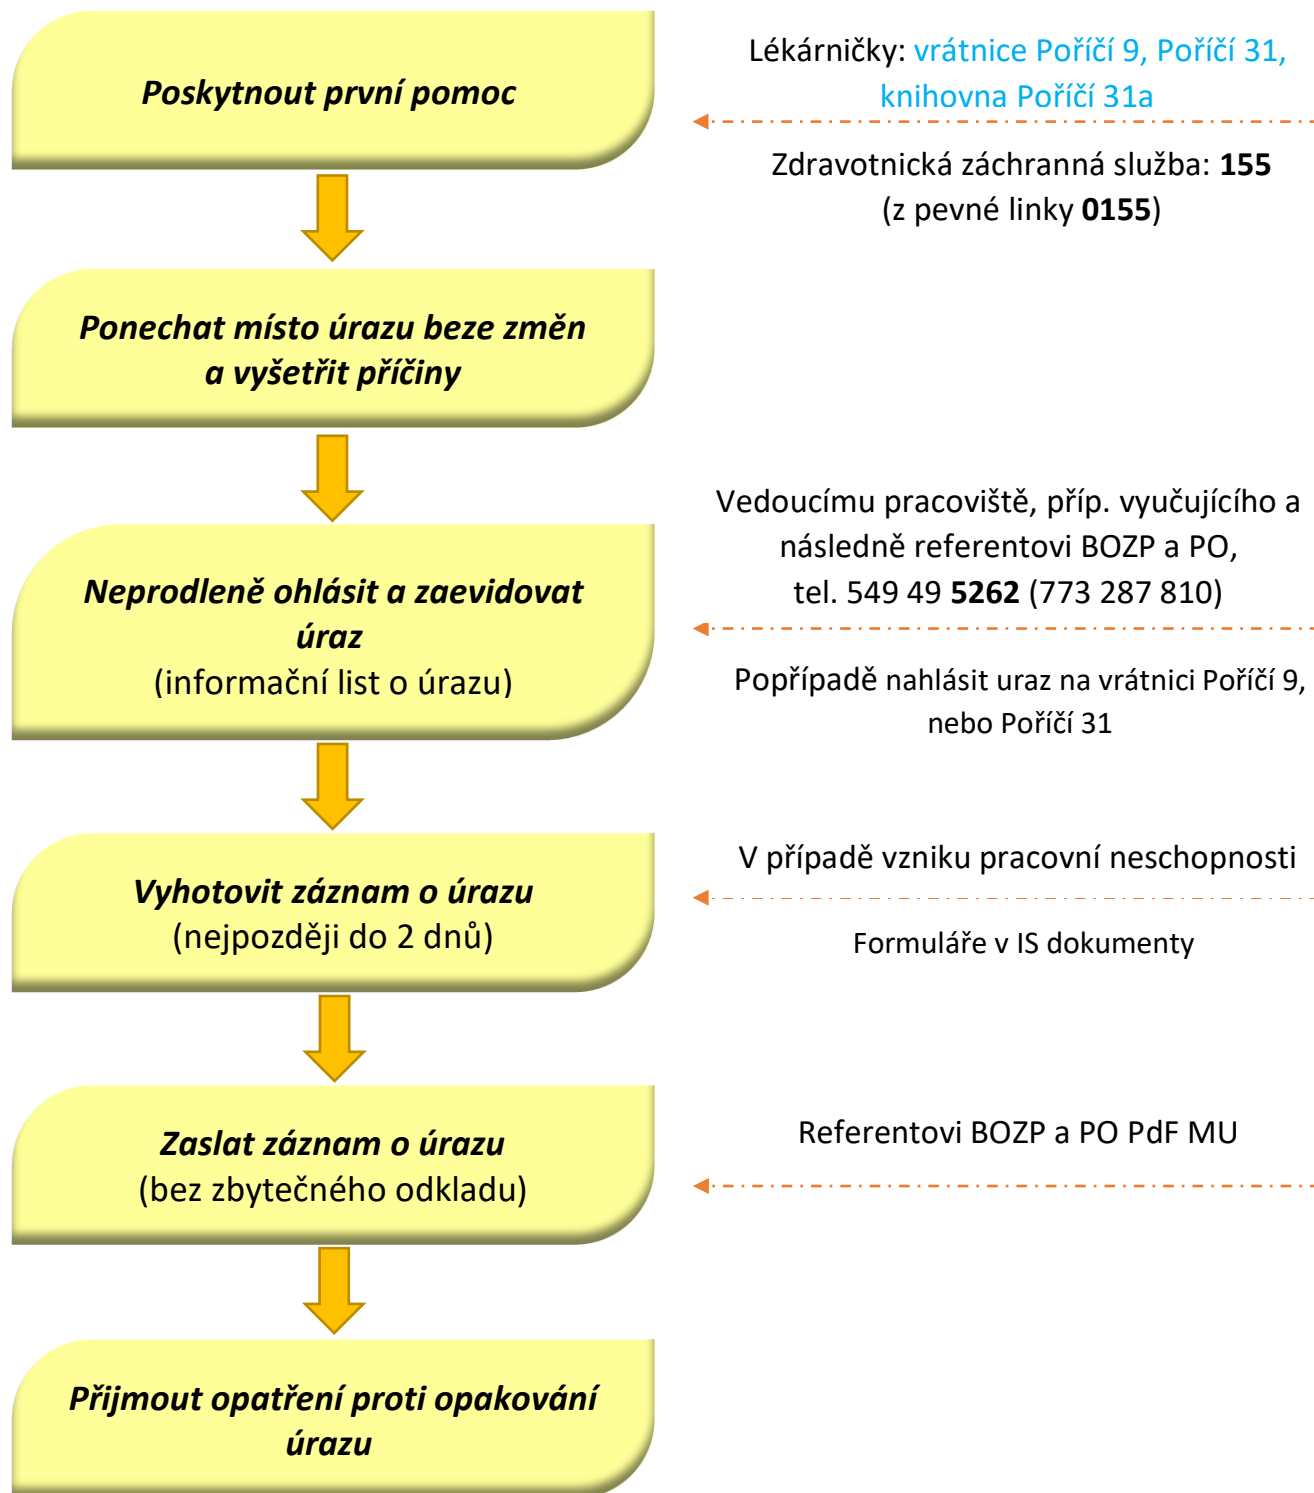 Poskytnout první pomoc
Lékárničky: vrátnice Poříčí 9, Poříčí 31,
knihovna Poříčí 31a
Zdravotnická záchranná služba: 155
(z pevné linky 0155)
Ponechat místo úrazu beze změn
a vyšetřit příčiny
Neprodleně ohlásit a zaevidovat
úraz
(informační list o úrazu)
Vedoucímu pracoviště, příp. vyučujícího a
následně referentovi BOZP a PO,
tel. 549 49 5262 (773 287 810)
Popřípadě nahlásit uraz na vrátnici Poříčí 9,
nebo Poříčí 31
Vyhotovit záznam o úrazu
(nejpozději do 2 dnů)
V případě vzniku pracovní neschopnosti
Formuláře v IS dokumenty
Zaslat záznam o úrazu
(bez zbytečného odkladu)
Referentovi BOZP a PO PdF MU
Přijmout opatření proti opakování
úrazu